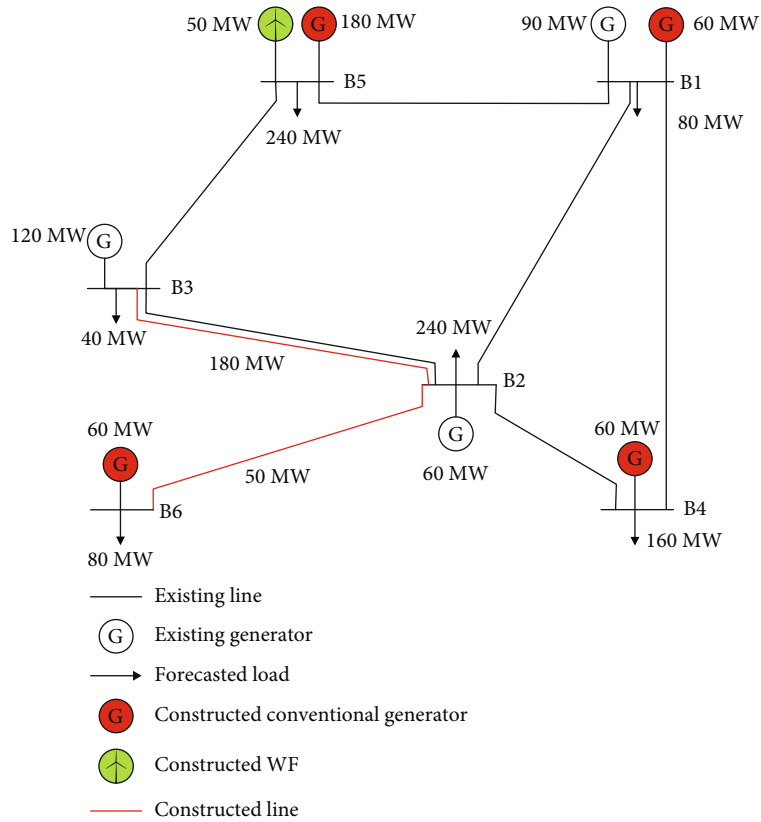 50 MW
180 MW
G
90 MW
G
G
60 MW
B5
B1
240 MW
80 MW
120 MW
G
B3
40 MW
180 MW
240 MW
B2
60 MW
G
50 MW
G
60 MW
60 MW
G
B6
B4
80 MW
160 MW
Existing line
G
Existing generator
Forecasted load
G
Constructed conventional generator
Constructed WF
Constructed line